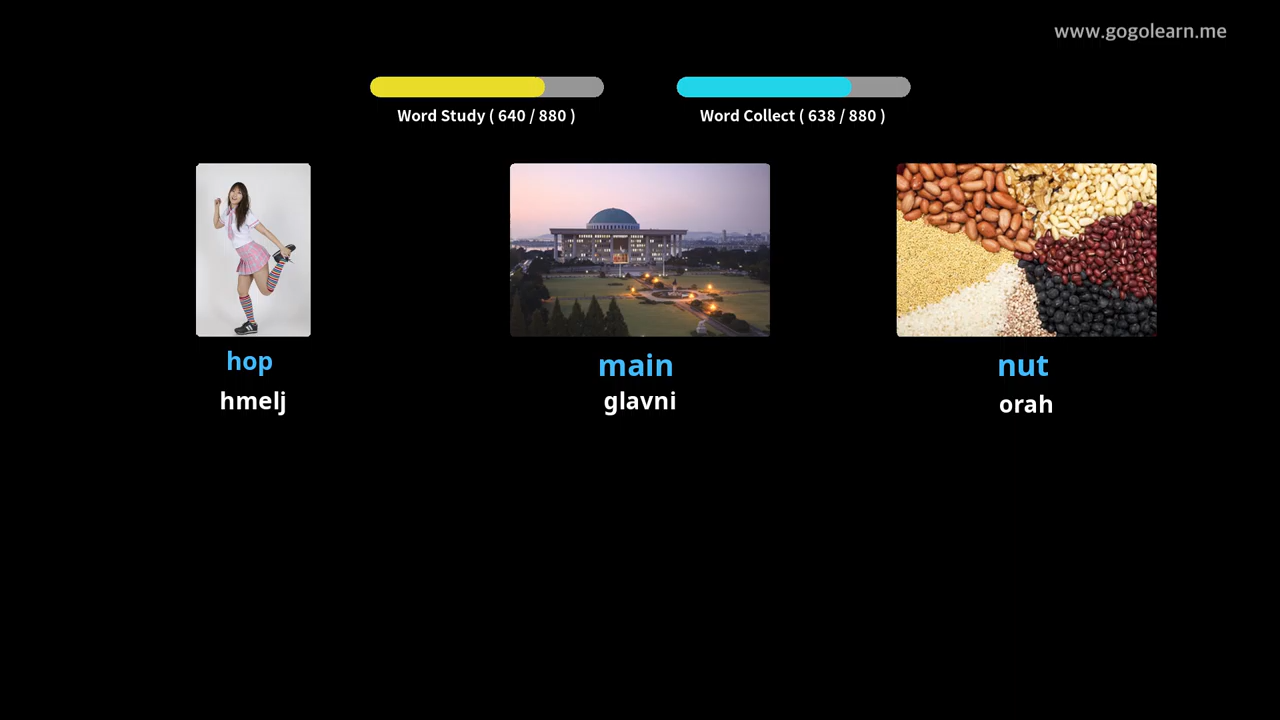 www.gogolearn.me
Word Study ( 640 / 880 )
Word Collect ( 638 / 880 )
hop
hmelj
main
glavni
nut
orah